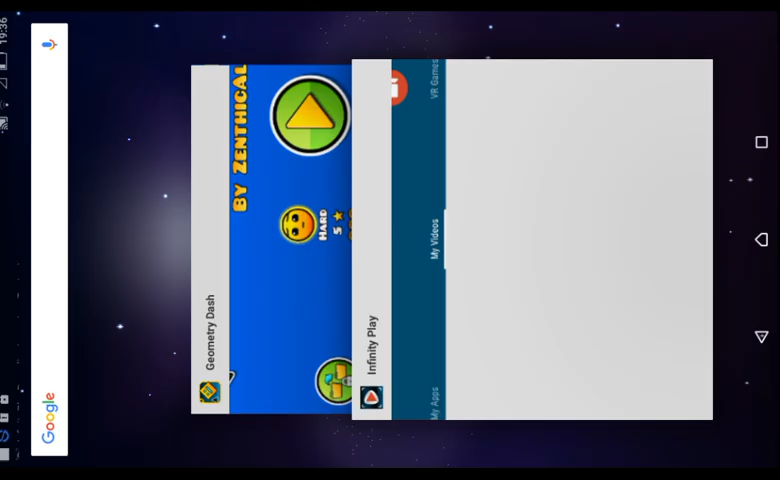 19:36
Google
Geometry Dash
BY ZENTHICAL
HARD
5
Infinity Play
My Apps
My Videos
VR Games